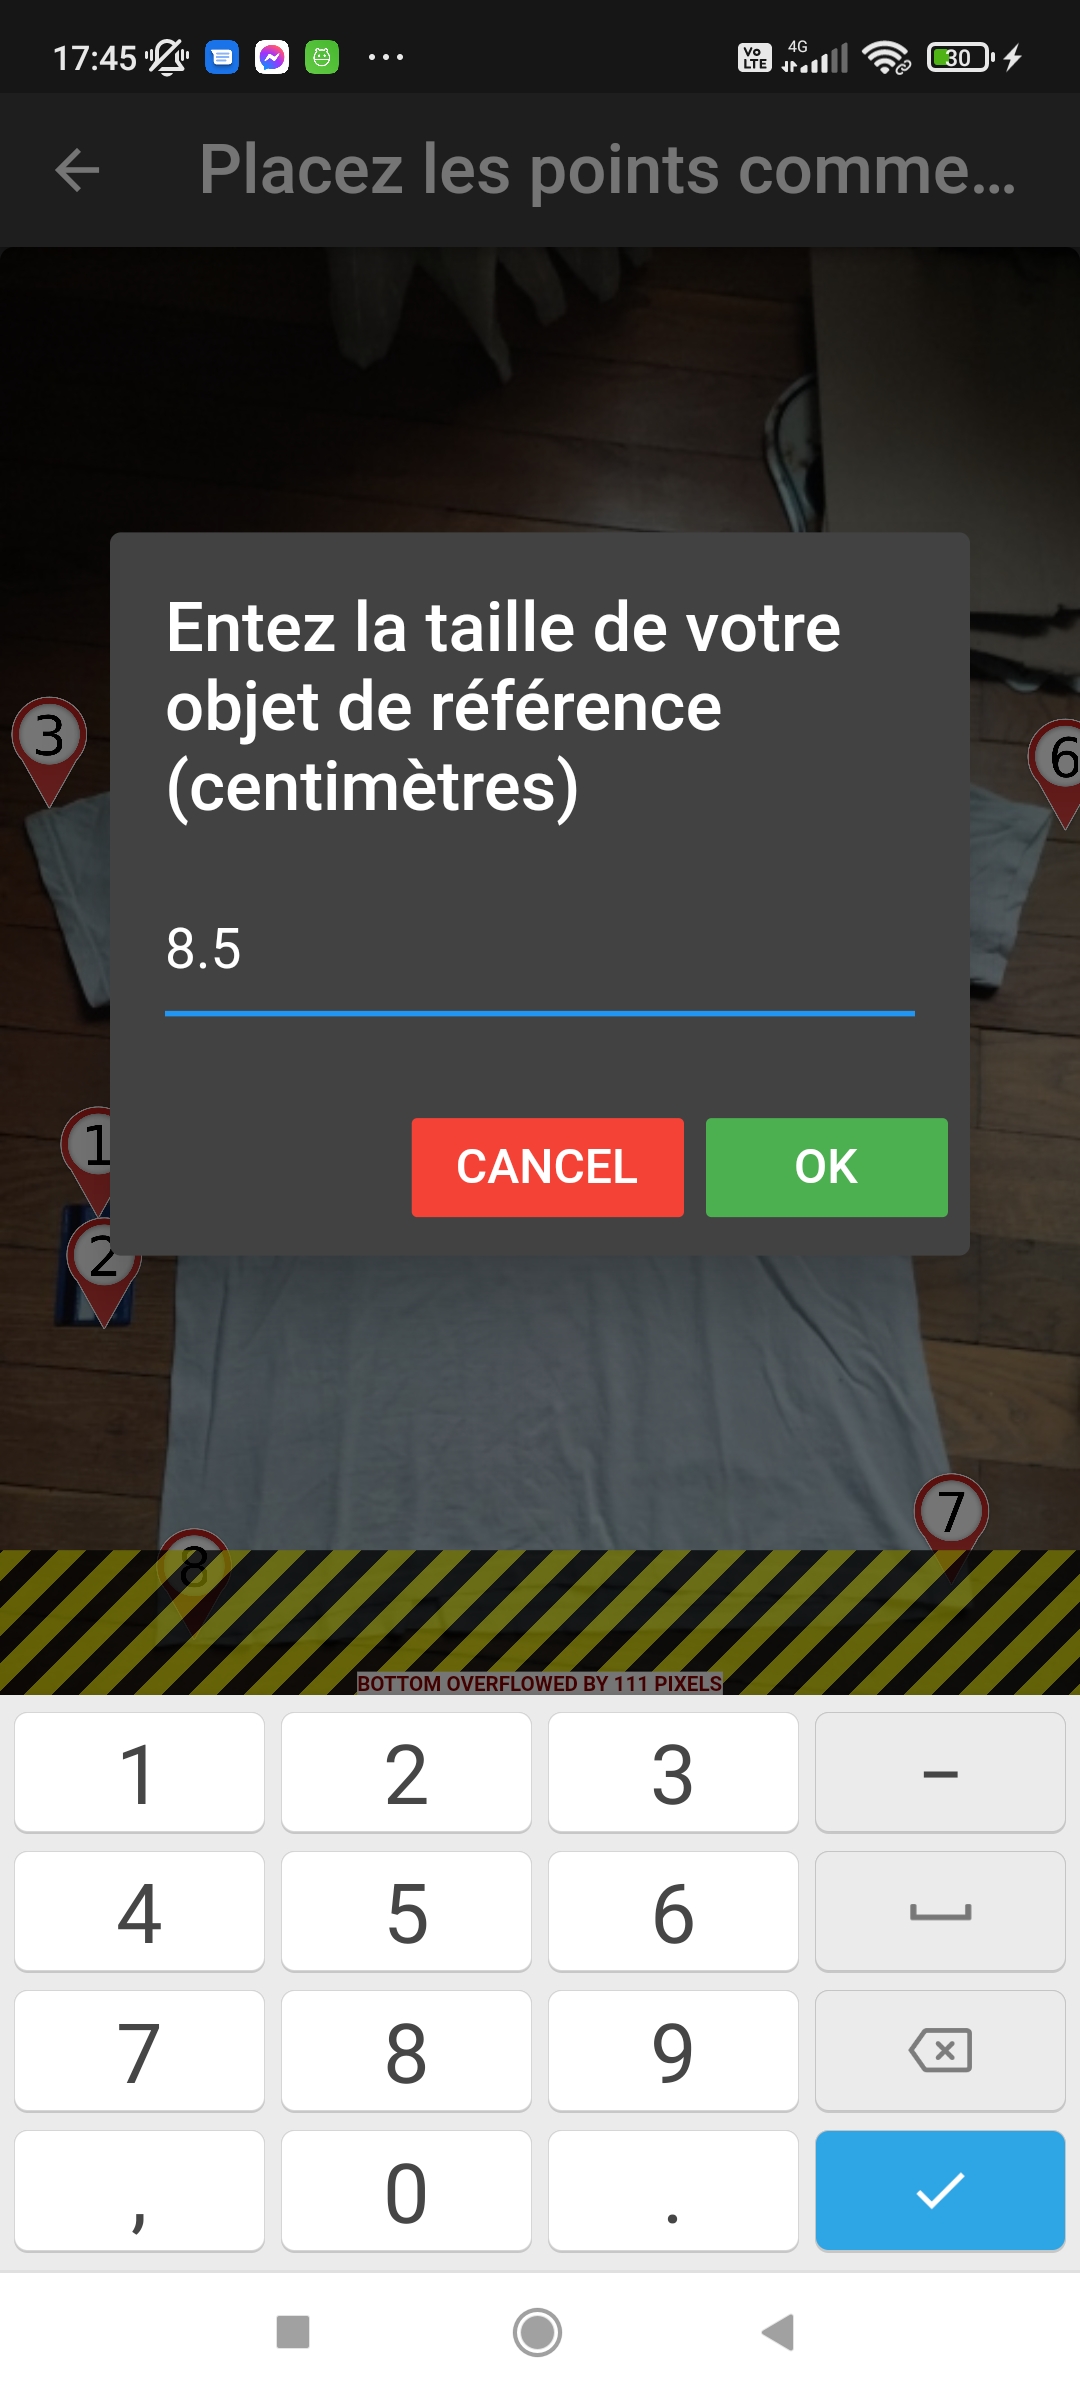 17:45
Vo LTE 4G 30
Placez les points comme...
Entez la taille de votre
objet de référence
(centimètres)
8.5
CANCEL OK
3
6
1
2
7
8
BOTTOM OVERFLOWED BY 111 PIXELS
1 2 3 –
4 5 6
7 8 9
, 0 .